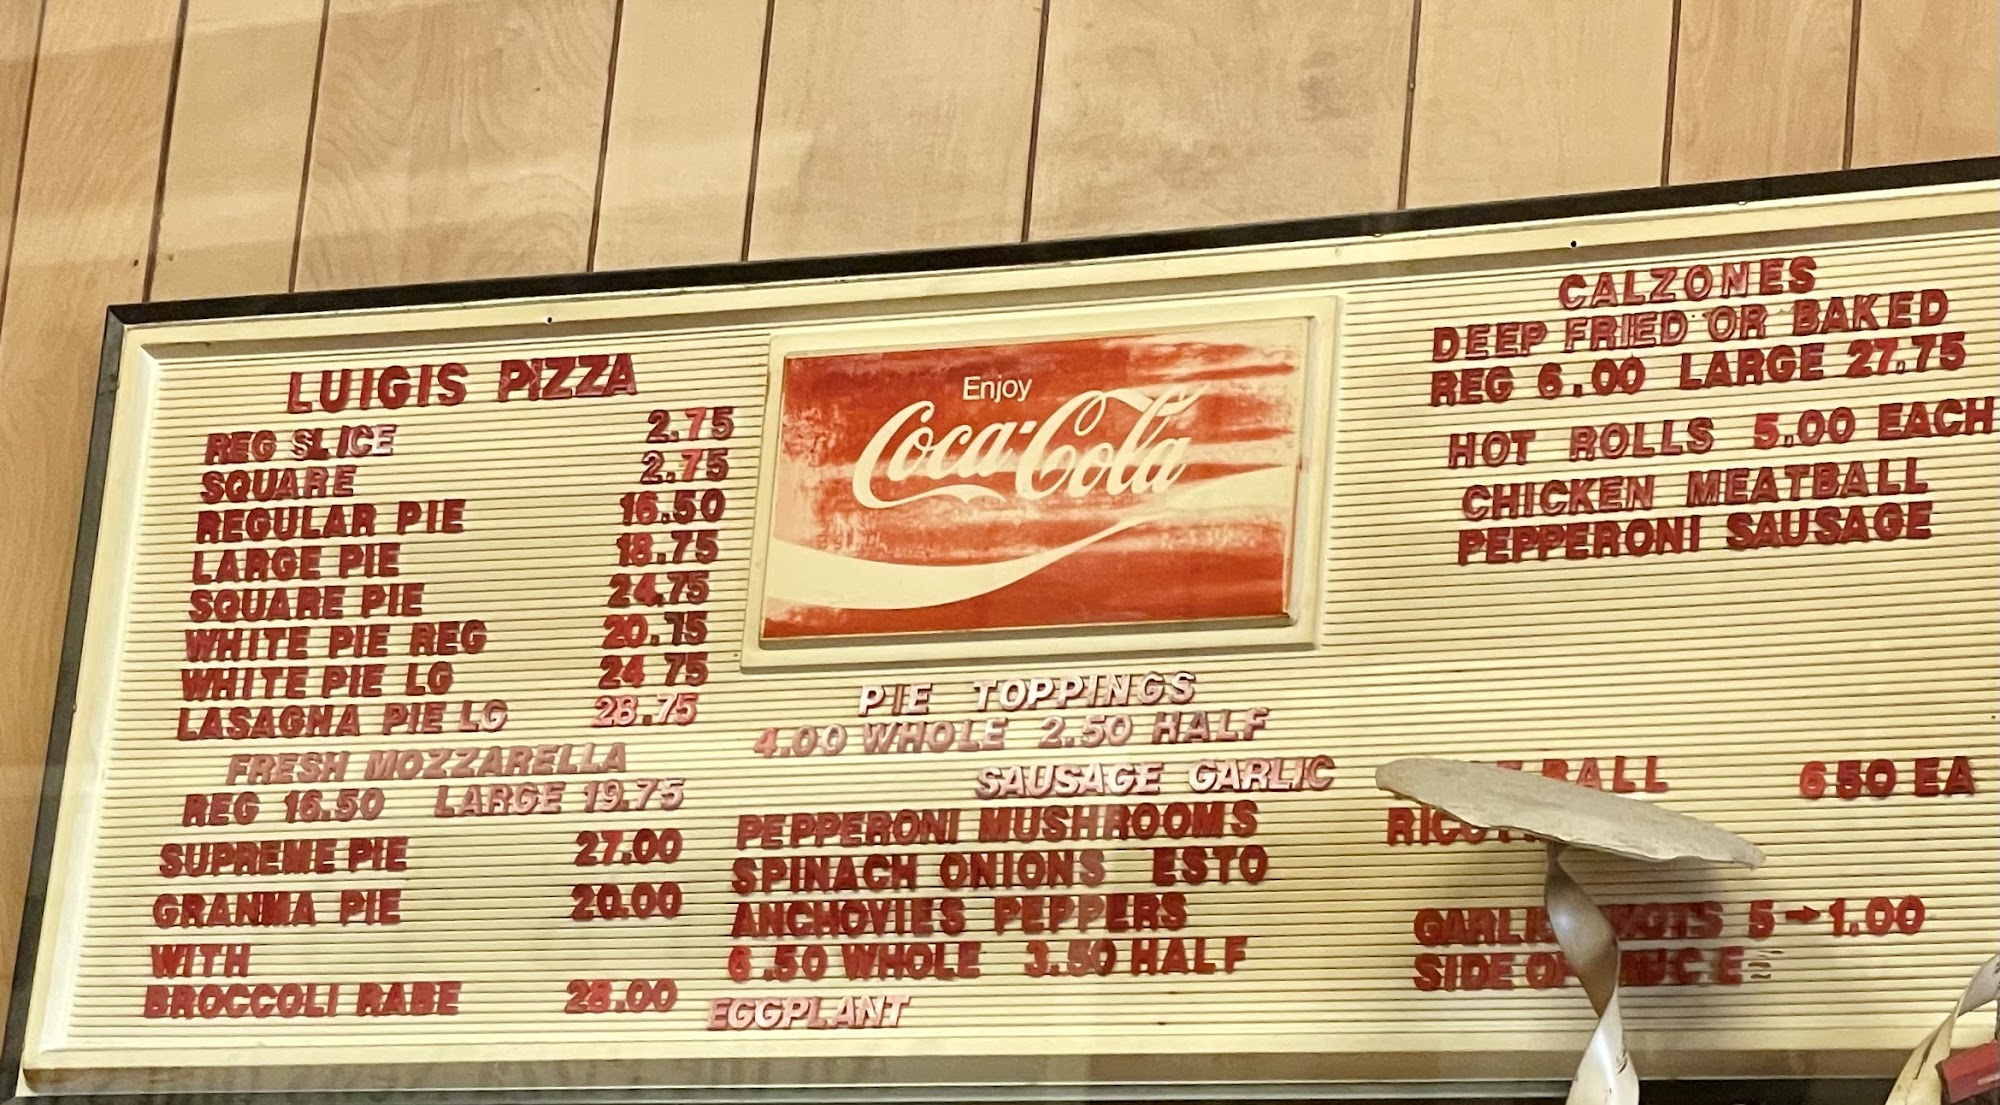 LUIGIS PIZZA
REG SLICE 2.75
SQUARE 2.75
REGULAR PIE 16.50
LARGE PIE 18.75
SQUARE PIE 24.75
WHITE PIE REG 20.75
WHITE PIE LG 24 75
LASAGNA PIE LG 28.75
FRESH MOZZARELLA
REG 16.50 LARGE 19.75
SUPREME PIE 27.00
GRANMA PIE 20.00
WITH
BROCCOLI RABE 28.00
Enjoy
Coca-Cola
PIE TOPPINGS
4.00 WHOLE 2.50 HALF
SAUSAGE GARLIC
PEPPERONI MUSHROOMS
SPINACH ONIONS ESTO
ANCHOVIES PEPPERS
6.50 WHOLE 3.50 HALF
EGGPLANT
CALZONES
DEEP FRIED OR BAKED
REG 6.00 LARGE 27.75
HOT ROLLS 5.00 EACH
CHICKEN MEATBALL
PEPPERONI SAUSAGE
BALL 650 EA
5→1.00
SIDE